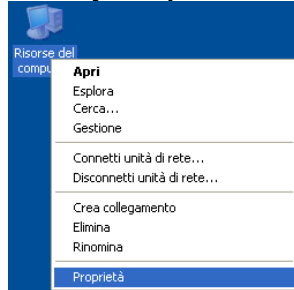 Risorse del
compu
Apri
Esplora
Cerca...
Gestione
Connetti unità di rete...
Disconnetti unità di rete...
Crea collegamento
Elimina
Rinomina
Proprietà